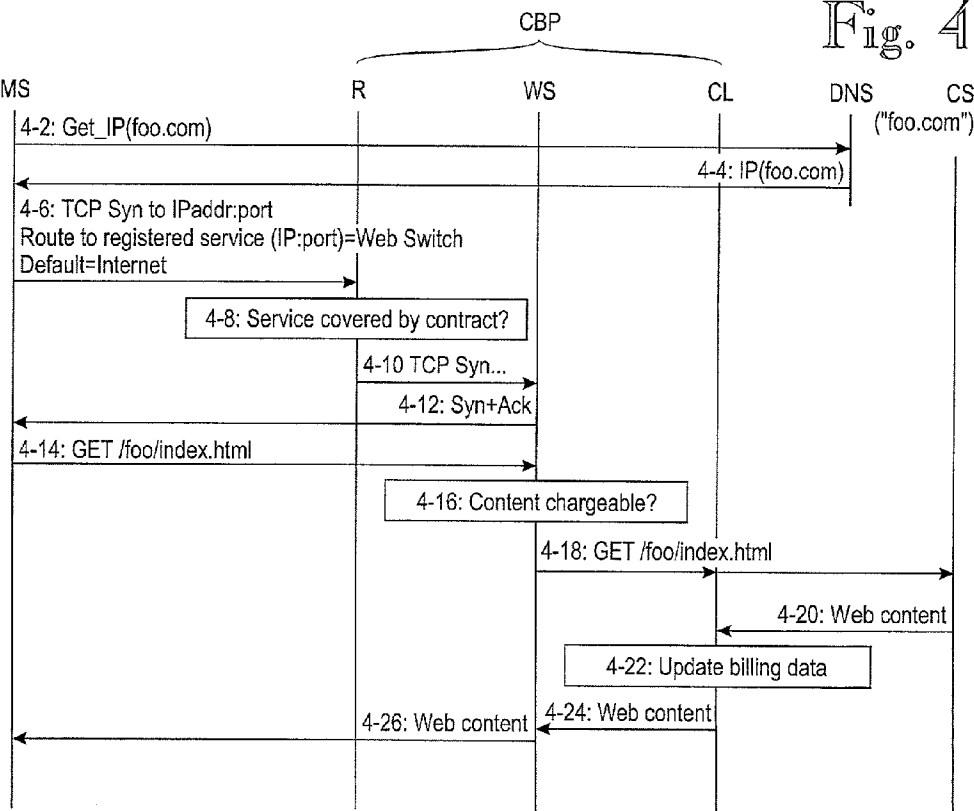 Fig. 4
CBP
MS R WS CL DNS CS
("foo.com")
4-2: Get_IP(foo.com)
4-4: IP(foo.com)
4-6: TCP Syn to IPaddr:port
Route to registered service (IP:port)=Web Switch
Default=Internet
4-8: Service covered by contract?
4-10 TCP Syn...
4-12: Syn+Ack
4-14: GET /foo/index.html
4-16: Content chargeable?
4-18: GET /foo/index.html
4-20: Web content
4-22: Update billing data
4-24: Web content
4-26: Web content